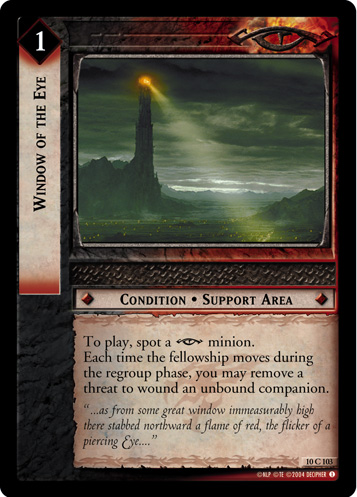 1
WINDOW OF THE EYE
CONDITION • SUPPORT AREA
To play, spot a minion.
Each time the fellowship moves during
the regroup phase, you may remove a
threat to wound an unbound companion.
“...as from some great window immeasurably high
there stabbed northward a flame of red, the flicker of a
piercing Eye....”
10 C 103
©NLP ©TE ©2004 DECIPHER